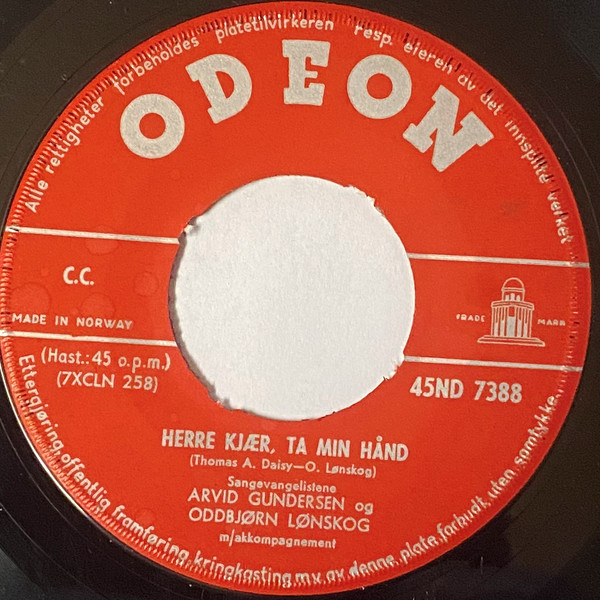 Alle rettigheter forbeholdes platetilvirkeren resp. eieren av det innspilte verket
ODEON
C.C.
MADE IN NORWAY
TRADE MARK
(Hast.: 45 o.p.m.)
(7XCLN 258)
45ND 7388
HERRE KJÆR, TA MIN HÅND
(Thomas A. Daisy—O. Lønskog)
Sangevangelistene
ARVID GUNDERSEN og
ODDBJØRN LØNSKOG
m/akkompagnement
Ettergjøring, offentlig framføring, kringkasting m.v. av denne plate forbudt uten samtykke.